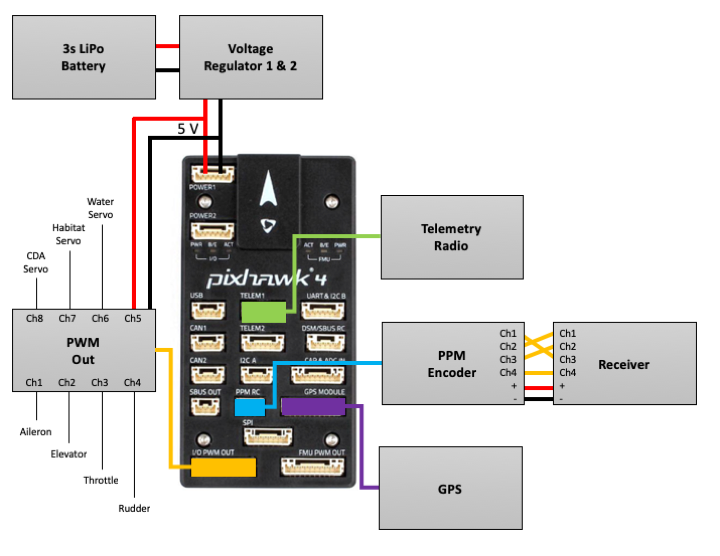 3s LiPo
Battery
Voltage
Regulator 1 & 2
5 V
POWER1
POWER2
PWR B/E ACT
I/O
ACT B/E PWR
FMU
pixhawk 4
USB
TELEM1
UART & I2C B
CAN1
TELEM2
DSM/SBUS RC
CAN2
I2C A
CAP & ADC IN
SBUS OUT
PPM RC
GPS MODULE
SPI
I/O PWM OUT
FMU PWM OUT
Telemetry
Radio
PPM
Encoder
Ch1
Ch2
Ch3
Ch4
+
-
Ch1
Ch2
Ch3
Ch4
+
-
Receiver
GPS
Water
Servo
Habitat
Servo
CDA
Servo
Ch8 Ch7 Ch6 Ch5
PWM
Out
Ch1 Ch2 Ch3 Ch4
Aileron
Elevator
Throttle
Rudder